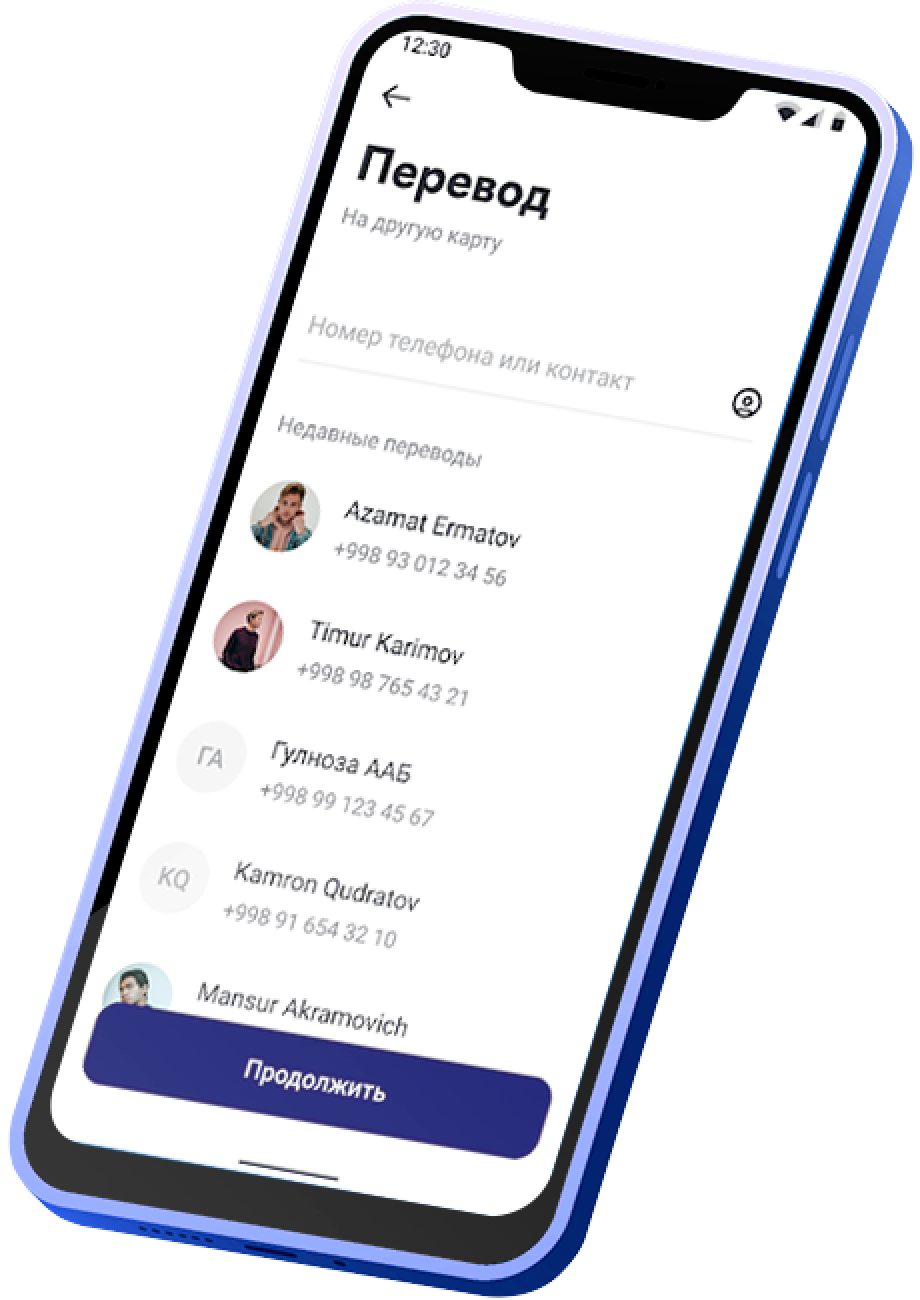 12:30
Перевод
На другую карту
Номер телефона или контакт
Недавные переводы
Azamat Ermatov
+998 93 012 34 56
Timur Karimov
+998 98 765 43 21
ГА
Гулноза ААБ
+998 99 123 45 67
KQ
Kamron Qudratov
+998 91 654 32 10
Mansur Akramovich
Продолжить